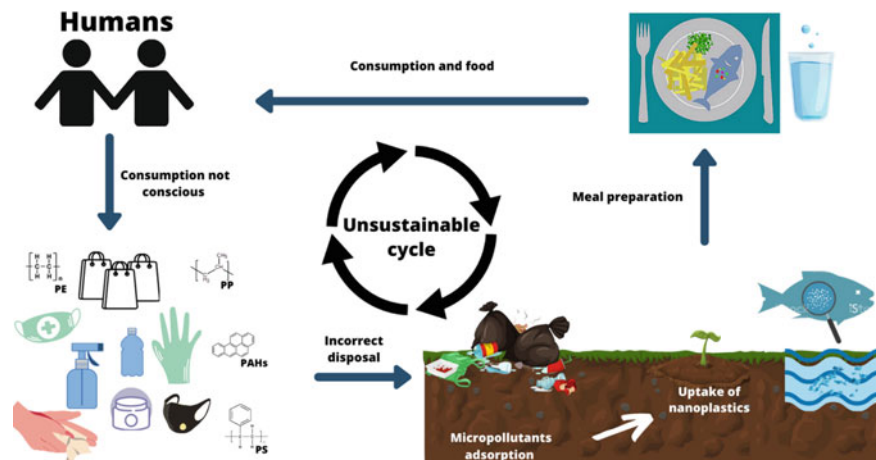 Humans
Consumption and food
Consumption not
conscious
Meal preparation
Unsustainable
cycle
PE
PP
PAHs
PS
Incorrect
disposal
Uptake of
nanoplastics
Micropollutants
adsorption